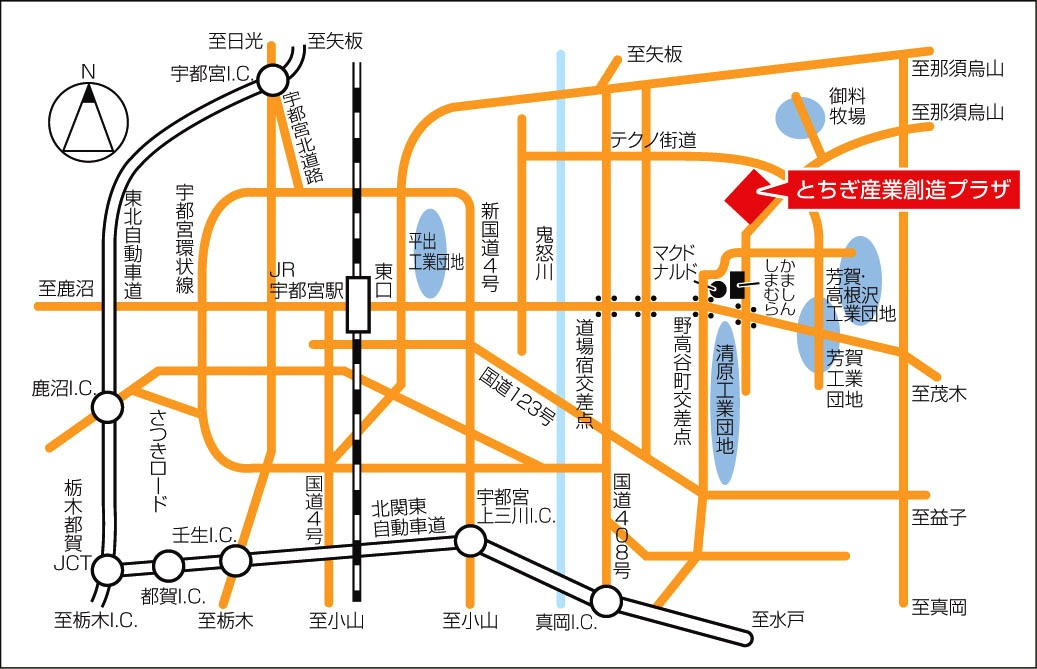 至日光
至矢板
至矢板
宇都宮I.C.
至那須烏山
N
宇都宮北道路
御料
牧場
至那須烏山
テクノ街道
とちぎ産業創造プラザ
東北自動車道
宇都宮環状線
新国道4号
平出
工業団地
鬼怒川
マクド
ナルド
かましん
しまむら
JR
宇都宮駅
東口
芳賀・
高根沢
工業団地
至鹿沼
道場宿交差点
野高谷町交差点
清原工業団地
芳賀
工業
団地
鹿沼I.C.
国道123号
至茂木
さつきロード
栃木都賀
JCT
国道4号
北関東
自動車道
宇都宮
上三川I.C.
国道408号
至益子
壬生I.C.
都賀I.C.
至栃木I.C.
至栃木
至小山
至小山
真岡I.C.
至水戸
至真岡